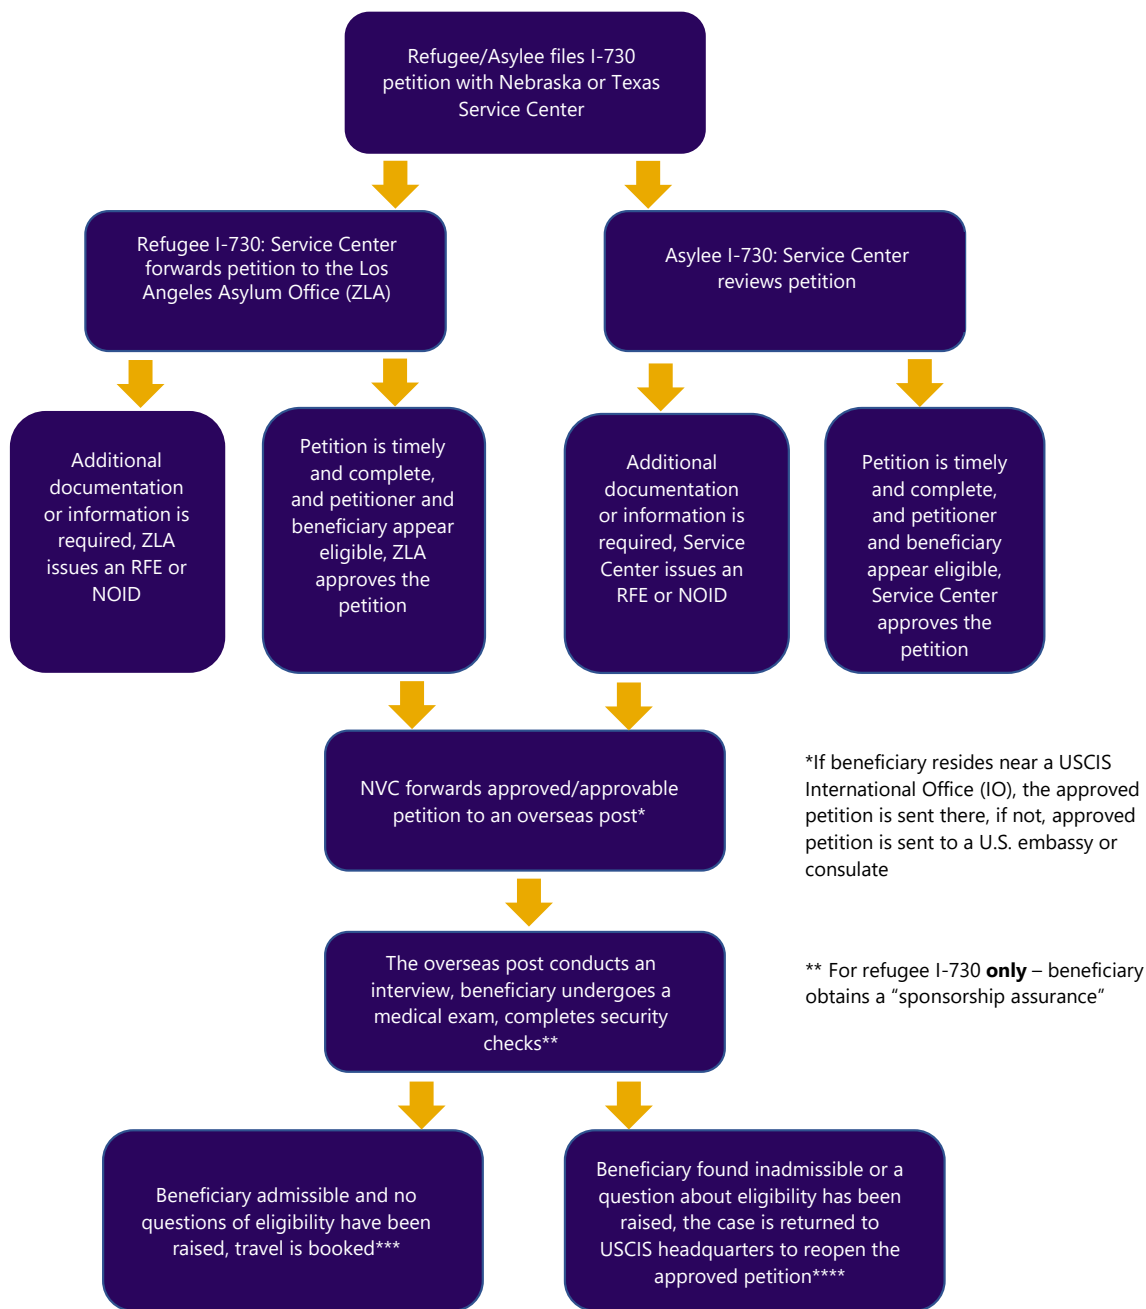 Refugee/Asylee files I-730
petition with Nebraska or Texas
Service Center
Refugee I-730: Service Center
forwards petition to the Los
Angeles Asylum Office (ZLA)
Asylee I-730: Service Center
reviews petition
Additional
documentation
or information is
required, ZLA
issues an RFE or
NOID
Petition is timely
and complete,
and petitioner and
beneficiary appear
eligible, ZLA
approves the
petition
Additional
documentation
or information is
required, Service
Center issues an
RFE or NOID
Petition is timely
and complete,
and petitioner
and beneficiary
appear eligible,
Service Center
approves the
petition
NVC forwards approved/approvable
petition to an overseas post*
*If beneficiary resides near a USCIS
International Office (IO), the approved
petition is sent there, if not, approved
petition is sent to a U.S. embassy or
consulate
The overseas post conducts an
interview, beneficiary undergoes a
medical exam, completes security
checks**
** For refugee I-730 only – beneficiary
obtains a “sponsorship assurance”
Beneficiary admissible and no
questions of eligibility have been
raised, travel is booked***
Beneficiary found inadmissible or a
question about eligibility has been
raised, the case is returned to
USCIS headquarters to reopen the
approved petition****